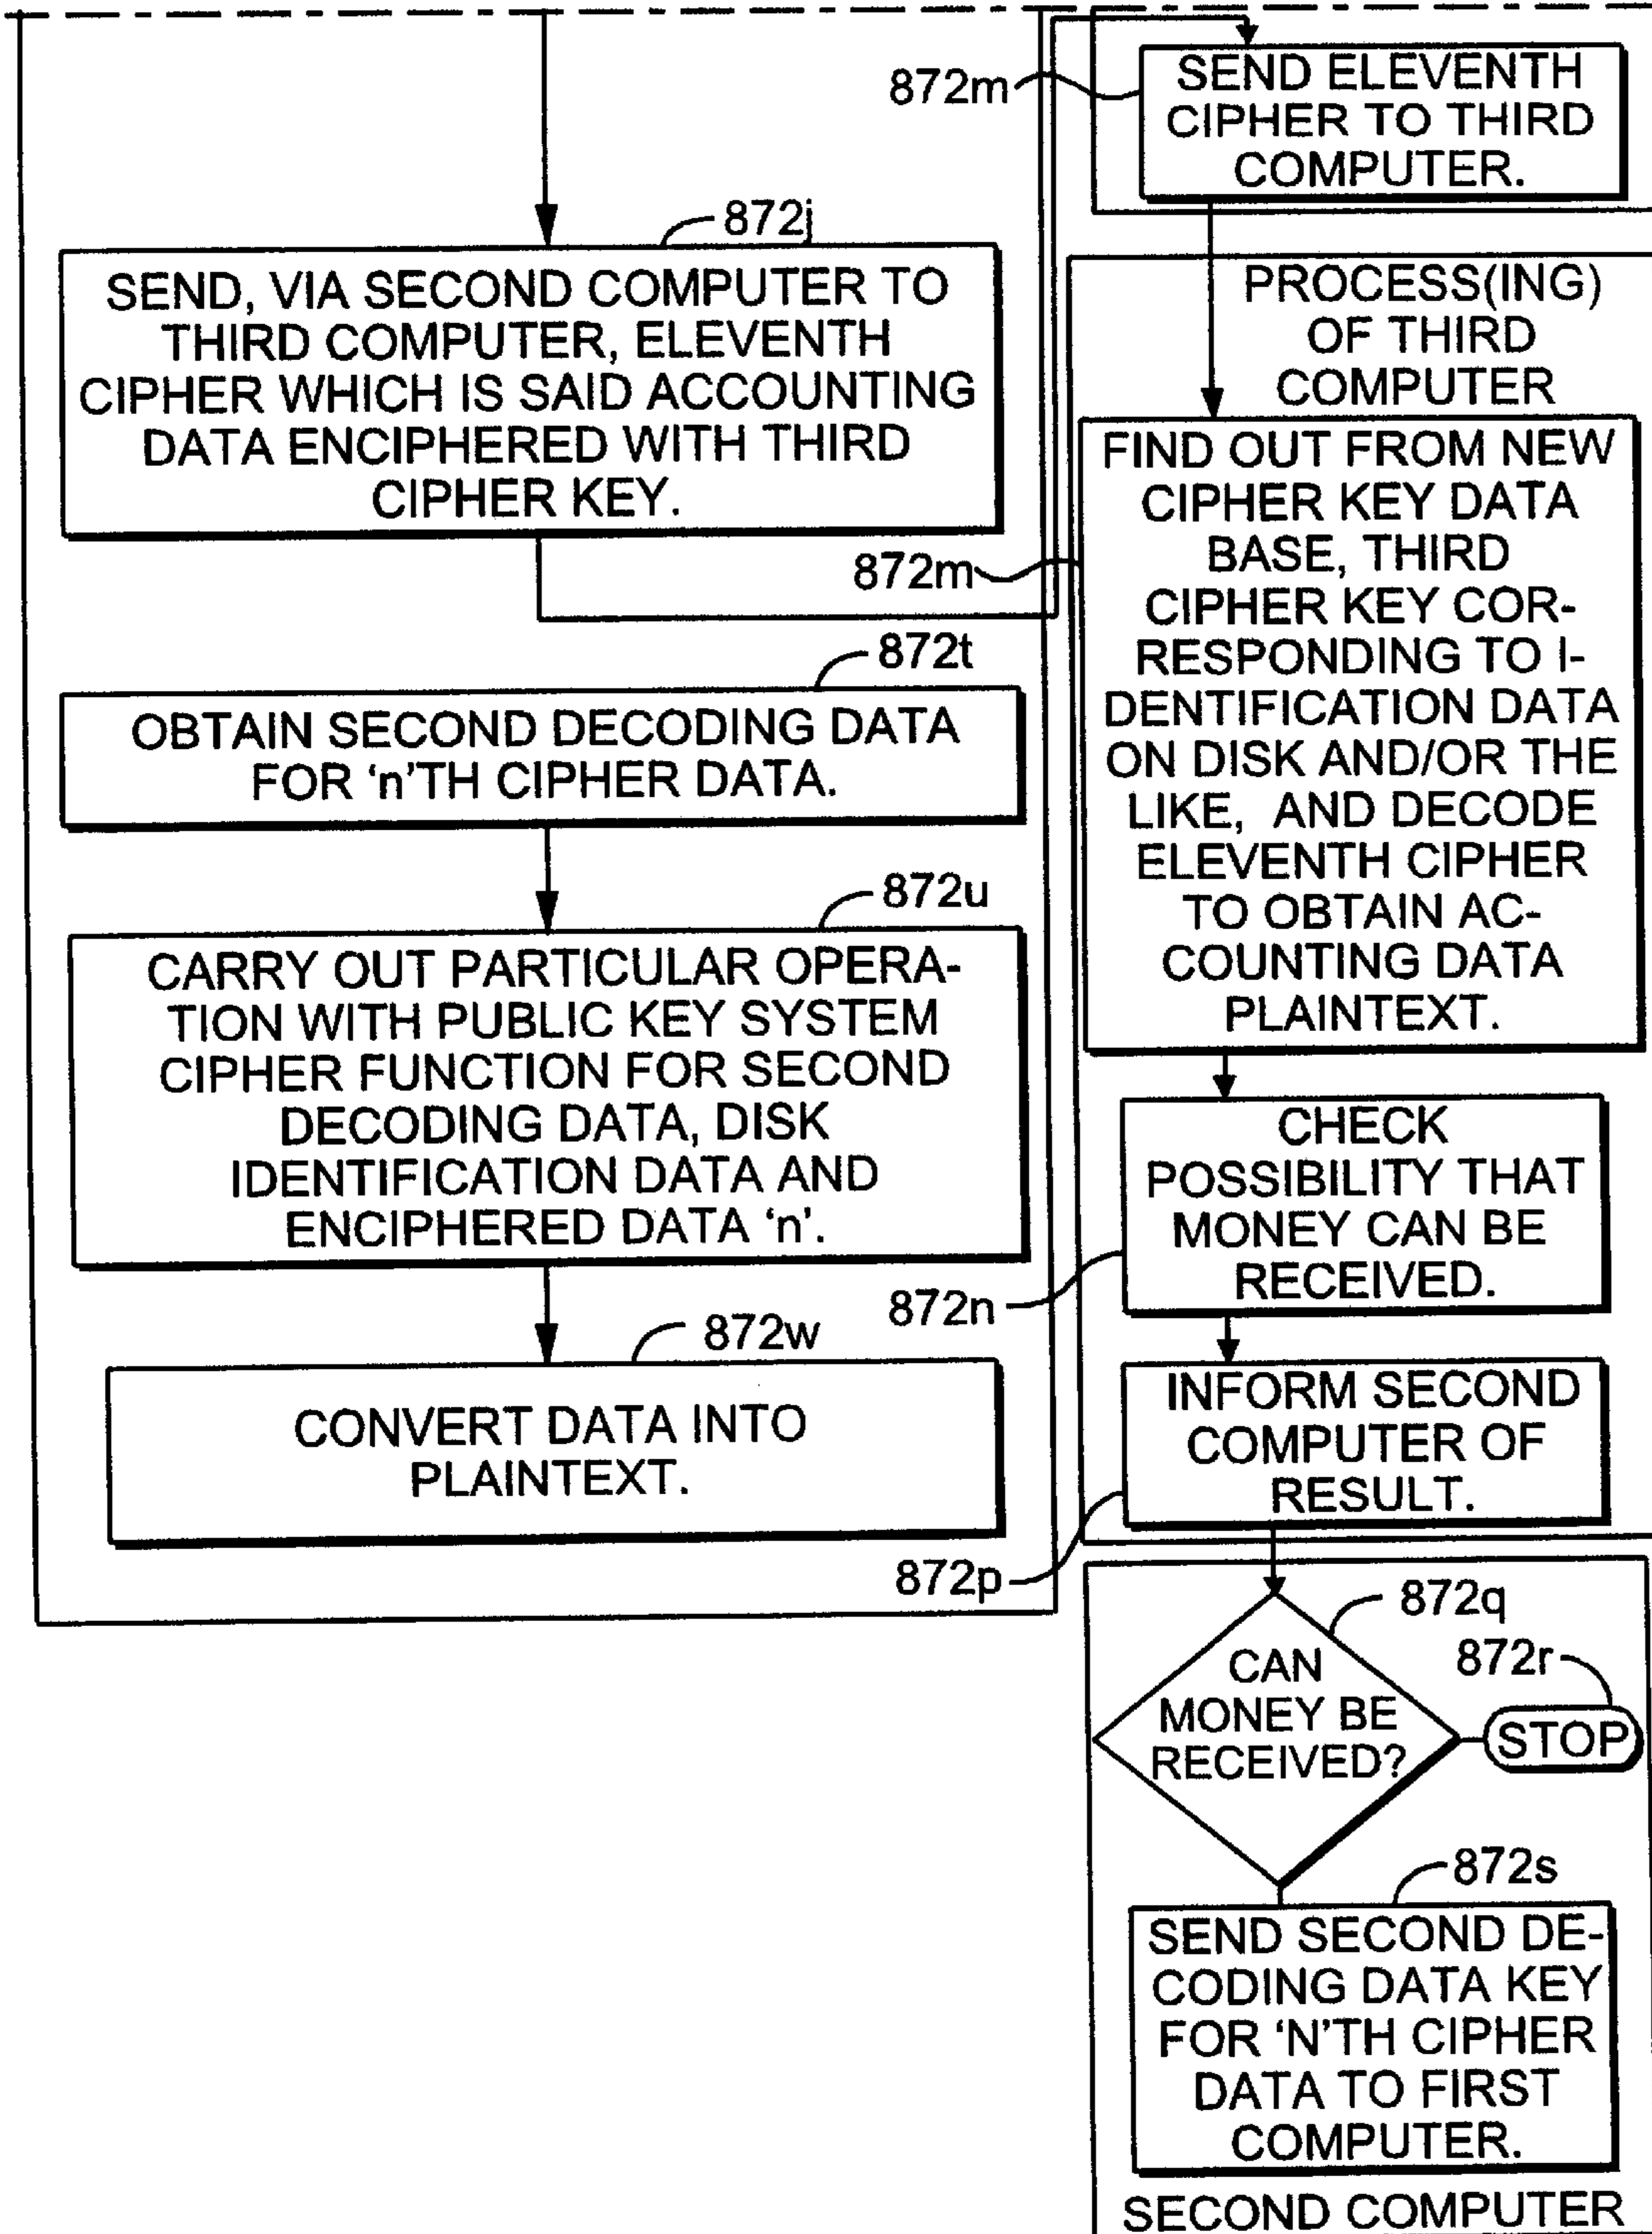 872j
SEND, VIA SECOND COMPUTER TO
THIRD COMPUTER, ELEVENTH
CIPHER WHICH IS SAID ACCOUNTING
DATA ENCIPHERED WITH THIRD
CIPHER KEY.
872t
OBTAIN SECOND DECODING DATA
FOR ‘n’TH CIPHER DATA.
872u
CARRY OUT PARTICULAR OPERA-
TION WITH PUBLIC KEY SYSTEM
CIPHER FUNCTION FOR SECOND
DECODING DATA, DISK
IDENTIFICATION DATA AND
ENCIPHERED DATA ‘n’.
872w
CONVERT DATA INTO
PLAINTEXT.
872m
SEND ELEVENTH
CIPHER TO THIRD
COMPUTER.
PROCESS(ING)
OF THIRD
COMPUTER
872m
FIND OUT FROM NEW
CIPHER KEY DATA
BASE, THIRD
CIPHER KEY COR-
RESPONDING TO I-
DENTIFICATION DATA
ON DISK AND/OR THE
LIKE, AND DECODE
ELEVENTH CIPHER
TO OBTAIN AC-
COUNTING DATA
PLAINTEXT.
872n
CHECK
POSSIBILITY THAT
MONEY CAN BE
RECEIVED.
872p
INFORM SECOND
COMPUTER OF
RESULT.
872q
CAN
MONEY BE
RECEIVED?
872r
STOP
872s
SEND SECOND DE-
CODING DATA KEY
FOR ‘N’TH CIPHER
DATA TO FIRST
COMPUTER.
SECOND COMPUTER